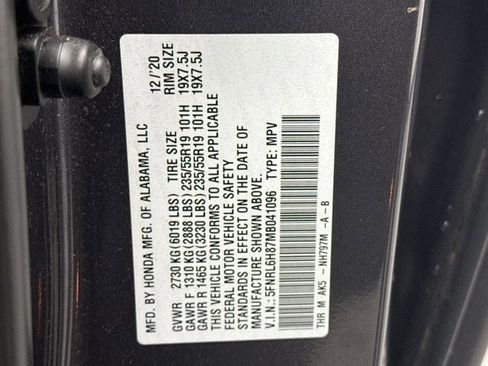 MFD. BY HONDA MFG. OF ALABAMA, LLC 12/'20
GVWR 2730 KG (6019 LBS) TIRE SIZE RIM SIZE
GAWR F 1310 KG (2888 LBS) 235/55R19 101H 19X7.5J
GAWR R 1465 KG (3230 LBS) 235/55R19 101H 19X7.5J
THIS VEHICLE CONFORMS TO ALL APPLICABLE
FEDERAL MOTOR VEHICLE SAFETY
STANDARDS IN EFFECT ON THE DATE OF
MANUFACTURE SHOWN ABOVE.
V.I.N.: 5FNRL6H87MB041096 TYPE: MPV
THR M AK5 - NH797M -A-B